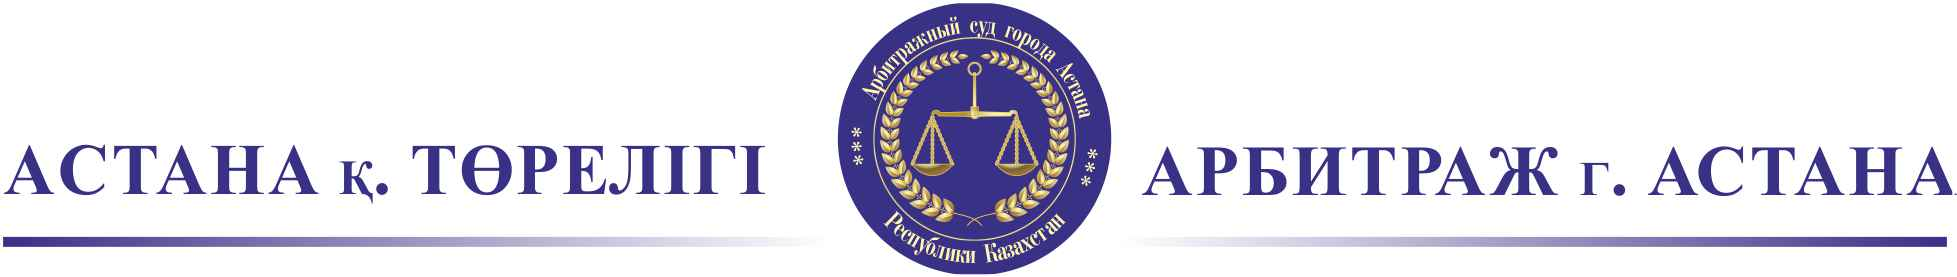 АСТАНА қ. ТӨРЕЛІГІ
Арбитражный суд города Астана
*** ***
Республики Казахстан
АРБИТРАЖ г. АСТАНА